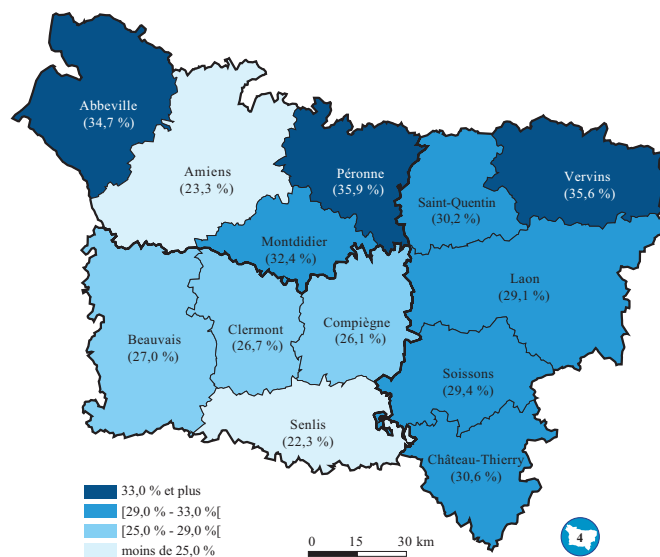 Abbeville
(34,7 %)
Amiens
(23,3 %)
Péronne
(35,9 %)
Vervins
(35,6 %)
Saint-Quentin
(30,2 %)
Montdidier
(32,4 %)
Laon
(29,1 %)
Beauvais
(27,0 %)
Clermont
(26,7 %)
Compiègne
(26,1 %)
Soissons
(29,4 %)
Senlis
(22,3 %)
Château-Thierry
(30,6 %)
33,0 % et plus
[29,0 % - 33,0 %[
[25,0 % - 29,0 %[
moins de 25,0 %
0 15 30 km
4